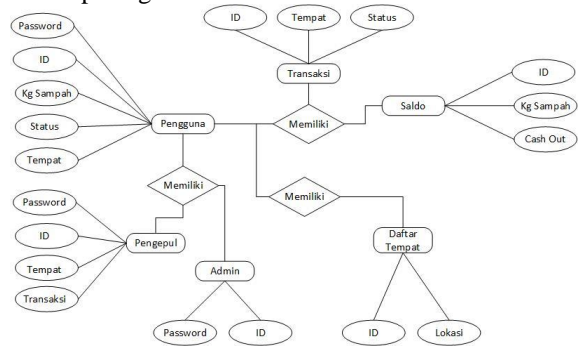 ID
Tempat
Status
Password
ID
Kg Sampah
Status
Tempat
Transaksi
Pengguna
Memiliki
Saldo
ID
Kg Sampah
Cash Out
Memiliki
Memiliki
Password
ID
Tempat
Transaksi
Pengepul
Admin
Password
ID
Daftar
Tempat
ID
Lokasi